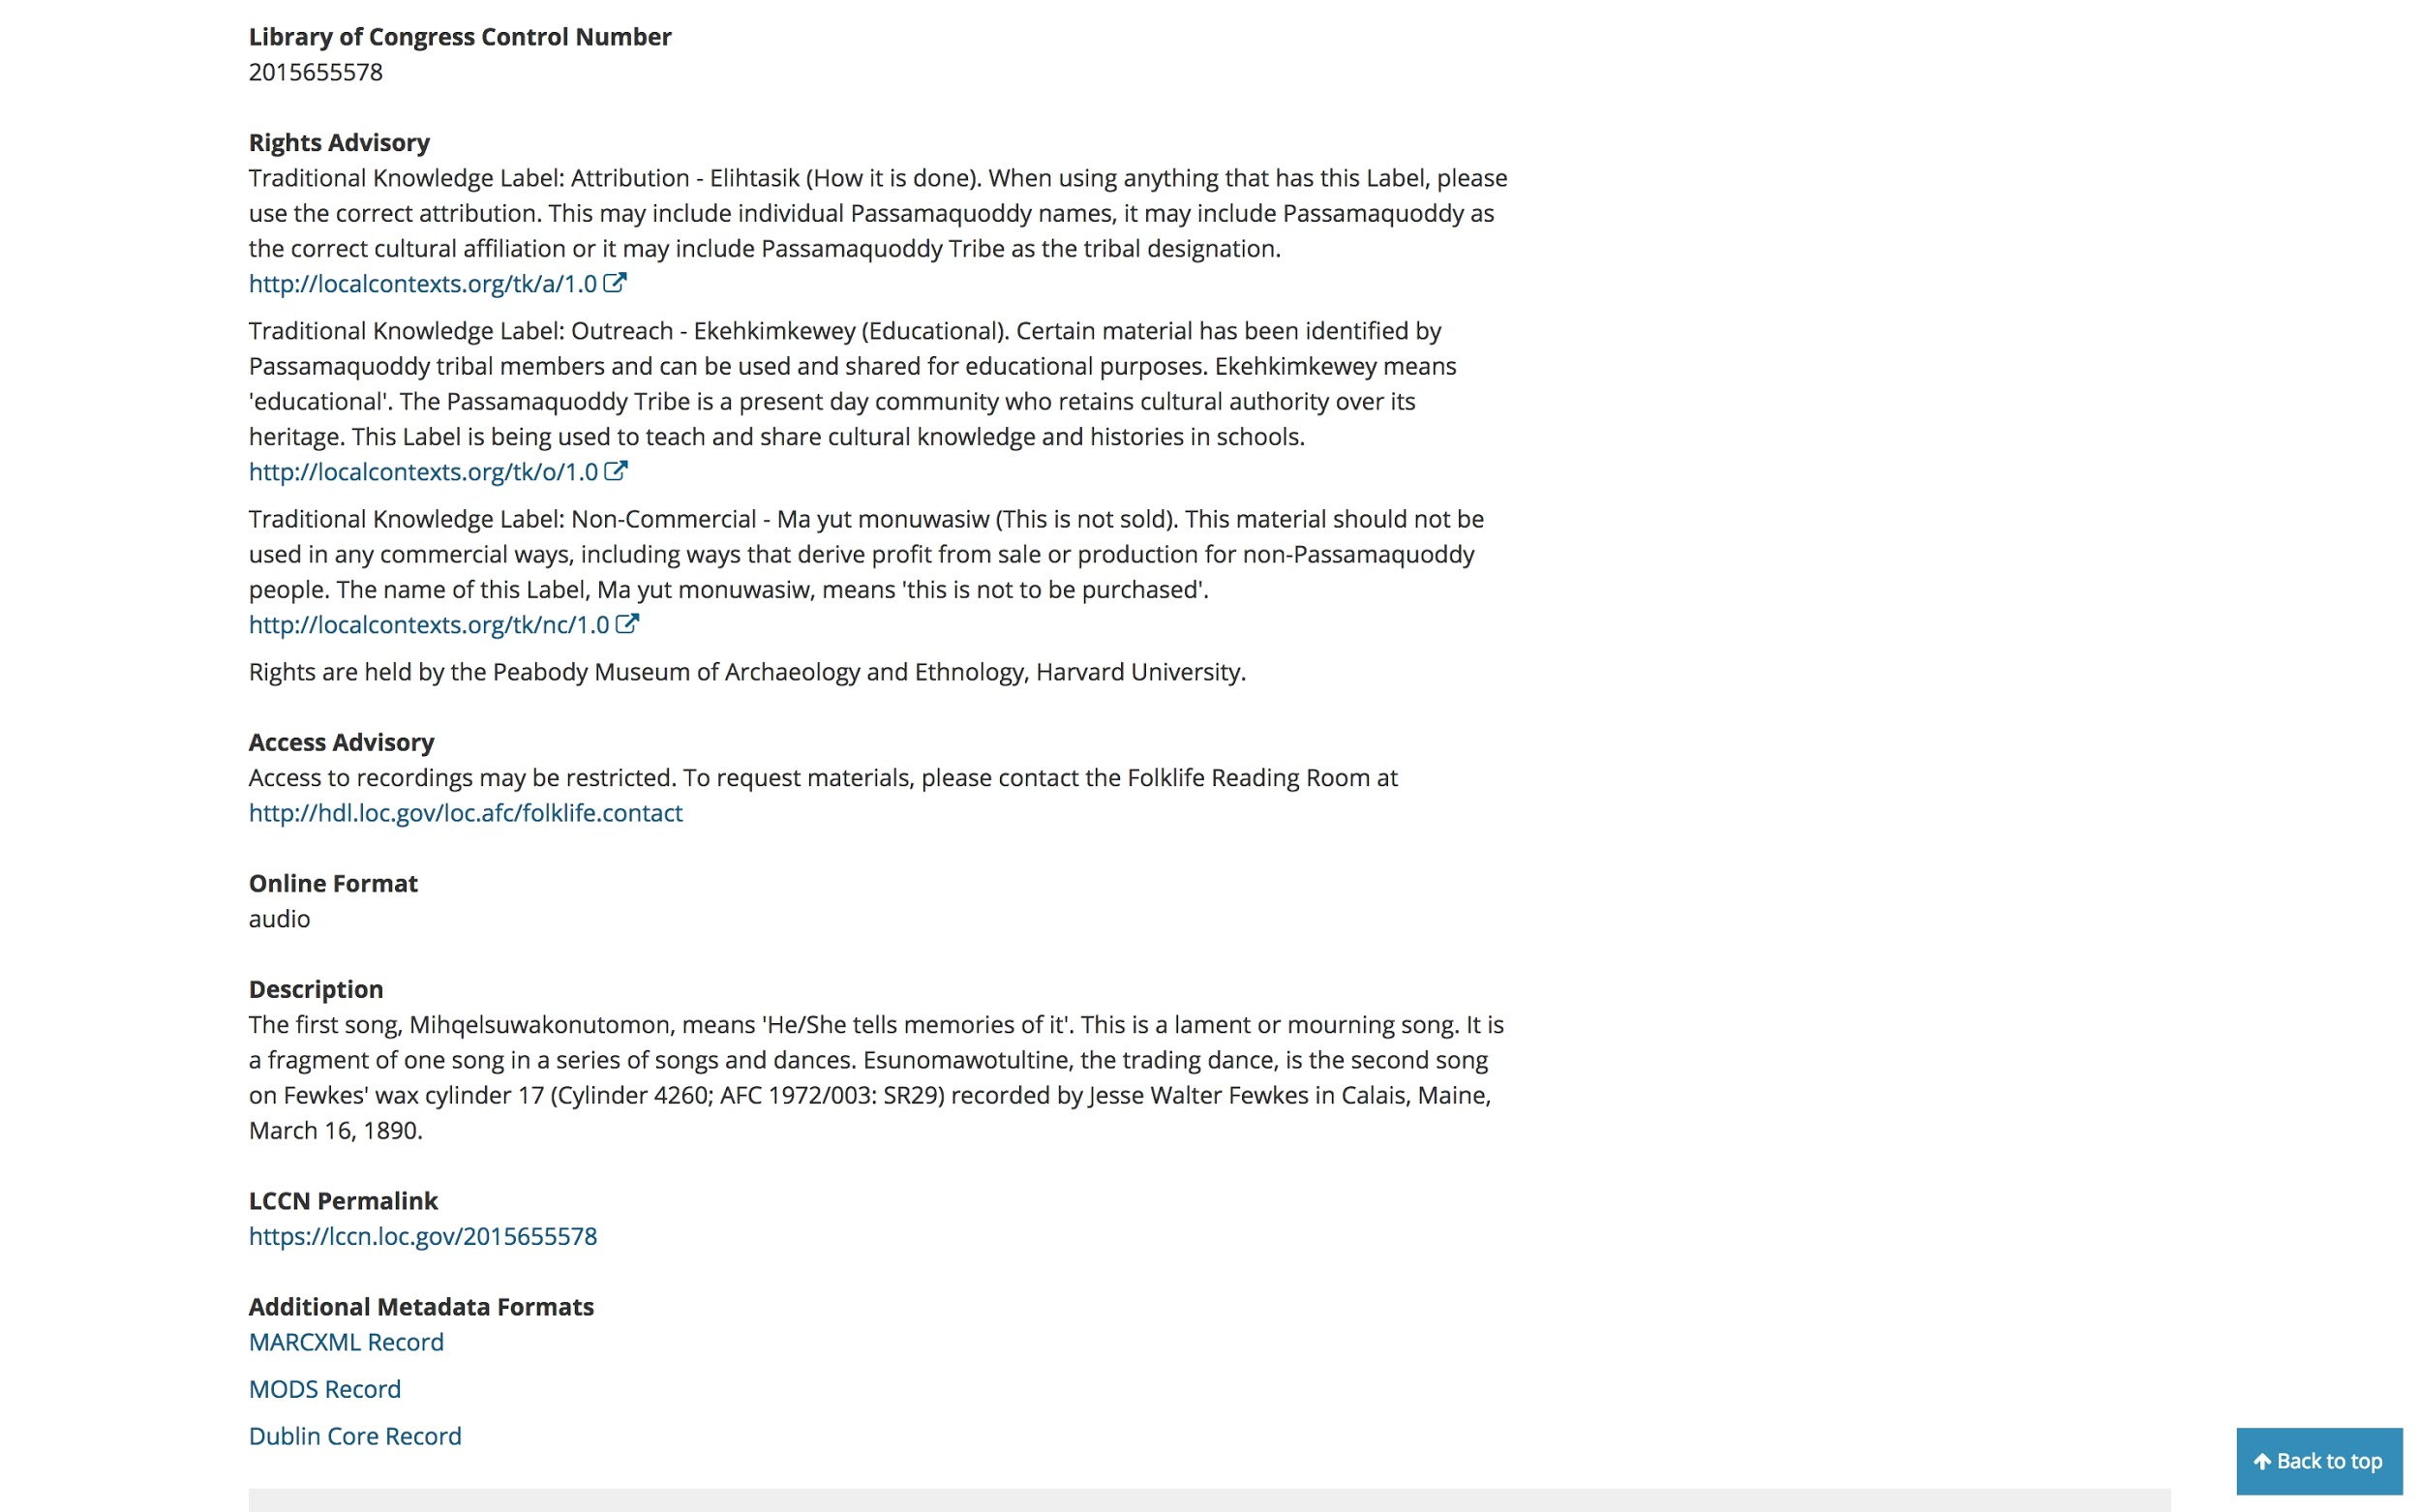 Library of Congress Control Number
2015655578
Rights Advisory
Traditional Knowledge Label: Attribution - Elihtasik (How it is done). When using anything that has this Label, please
use the correct attribution. This may include individual Passamaquoddy names, it may include Passamaquoddy as
the correct cultural affiliation or it may include Passamaquoddy Tribe as the tribal designation.
http://localcontexts.org/tk/a/1.0
Traditional Knowledge Label: Outreach - Ekehkimkewey (Educational). Certain material has been identified by
Passamaquoddy tribal members and can be used and shared for educational purposes. Ekehkimkewey means
'educational'. The Passamaquoddy Tribe is a present day community who retains cultural authority over its
heritage. This Label is being used to teach and share cultural knowledge and histories in schools.
http://localcontexts.org/tk/o/1.0
Traditional Knowledge Label: Non-Commercial - Ma yut monuwasiw (This is not sold). This material should not be
used in any commercial ways, including ways that derive profit from sale or production for non-Passamaquoddy
people. The name of this Label, Ma yut monuwasiw, means 'this is not to be purchased'.
http://localcontexts.org/tk/nc/1.0
Rights are held by the Peabody Museum of Archaeology and Ethnology, Harvard University.
Access Advisory
Access to recordings may be restricted. To request materials, please contact the Folklife Reading Room at
http://hdl.loc.gov/loc.afc/folklife.contact
Online Format
audio
Description
The first song, Mihqelsuwakonutomon, means 'He/She tells memories of it'. This is a lament or mourning song. It is
a fragment of one song in a series of songs and dances. Esunomawotultine, the trading dance, is the second song
on Fewkes' wax cylinder 17 (Cylinder 4260; AFC 1972/003: SR29) recorded by Jesse Walter Fewkes in Calais, Maine,
March 16, 1890.
LCCN Permalink
https://lccn.loc.gov/2015655578
Additional Metadata Formats
MARCXML Record
MODS Record
Dublin Core Record
Back to top